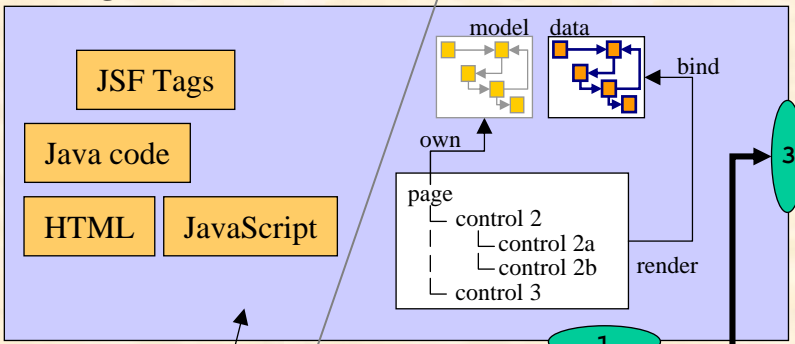 JSF Tags
Java code
HTML
JavaScript
model
data
bind
own
page
control 2
control 2a
control 2b
control 3
render
3
1